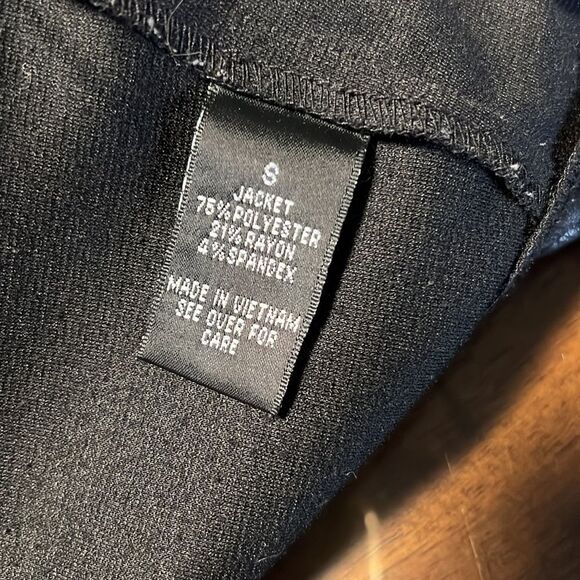 S
JACKET
75% POLYESTER
21% RAYON
4% SPANDEX
MADE IN VIETNAM
SEE OVER FOR
CARE